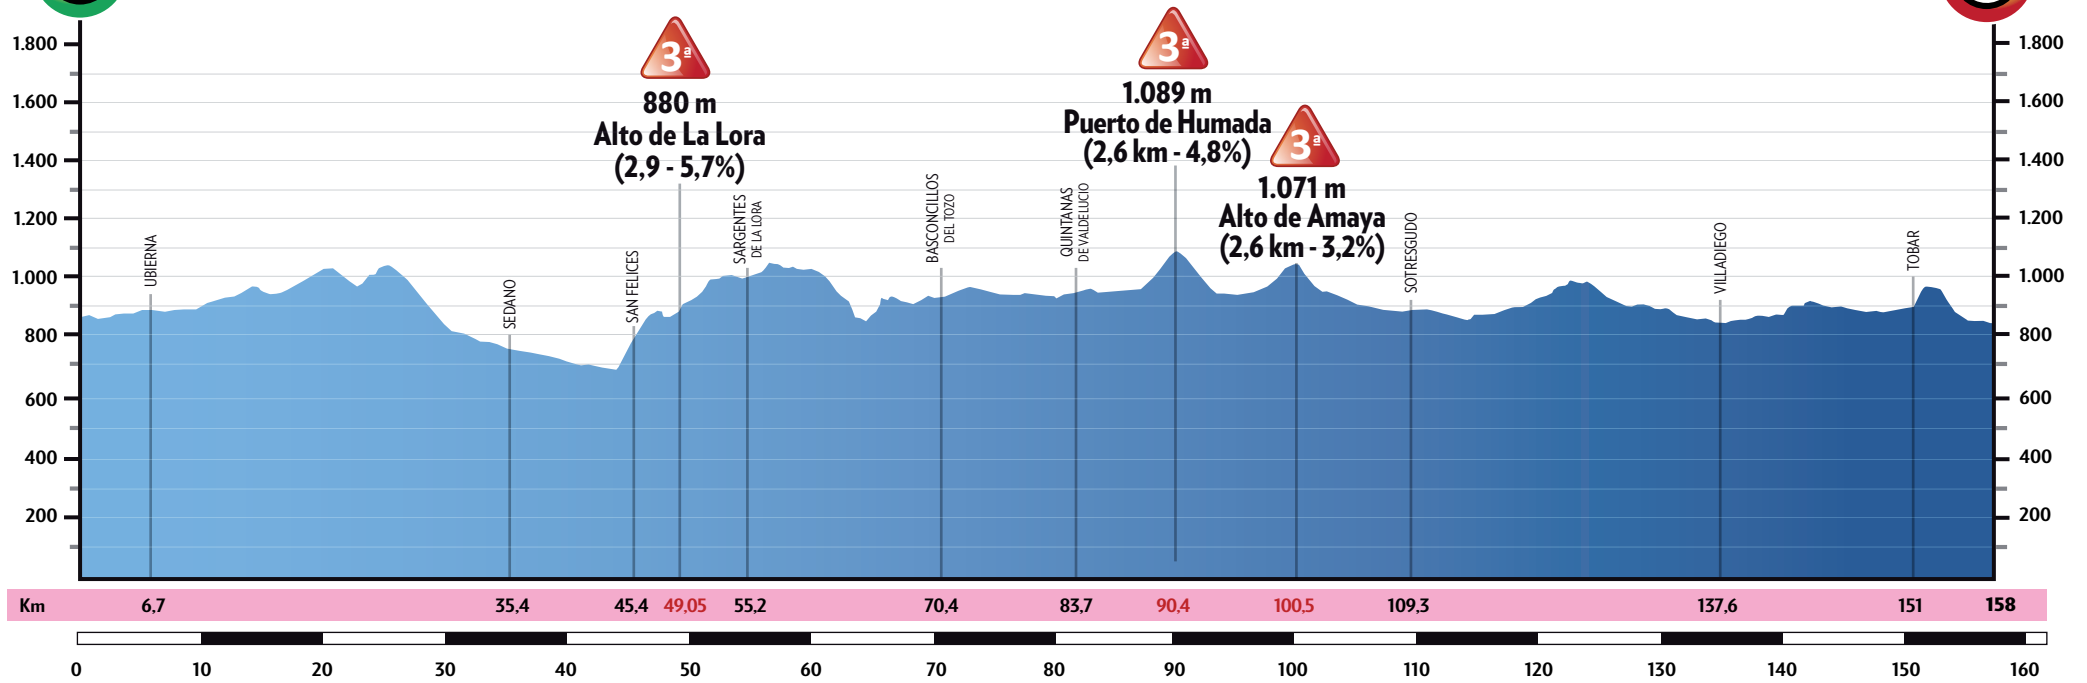 1.800
1.600
1.400
1.200
1.000
800
600
400
200
3ª
880 m
Alto de La Lora
(2,9 - 5,7%)
3ª
1.089 m
Puerto de Humada
(2,6 km - 4,8%)
3ª
1.071 m
Alto de Amaya
(2,6 km - 3,2%)
UBIERNA
SEDANO
SAN FELICES
SARGENTES
DE LA LORA
BASCONCILLOS
DEL TOZO
QUINTANAS
DE VALDELUCIO
SOTRESGUDO
VILLADIEGO
TOBAR
1.800
1.600
1.400
1.200
1.000
800
600
400
200
Km 6,7 35,4 45,4 49,05 55,2 70,4 83,7 90,4 100,5 109,3 137,6 151 158
0 10 20 30 40 50 60 70 80 90 100 110 120 130 140 150 160